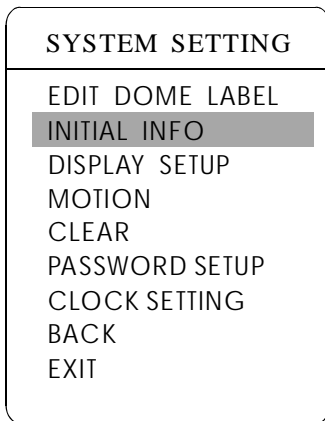 SYSTEM SETTING
EDIT DOME LABEL
INITIAL INFO
DISPLAY SETUP
MOTION
CLEAR
PASSWORD SETUP
CLOCK SETTING
BACK
EXIT